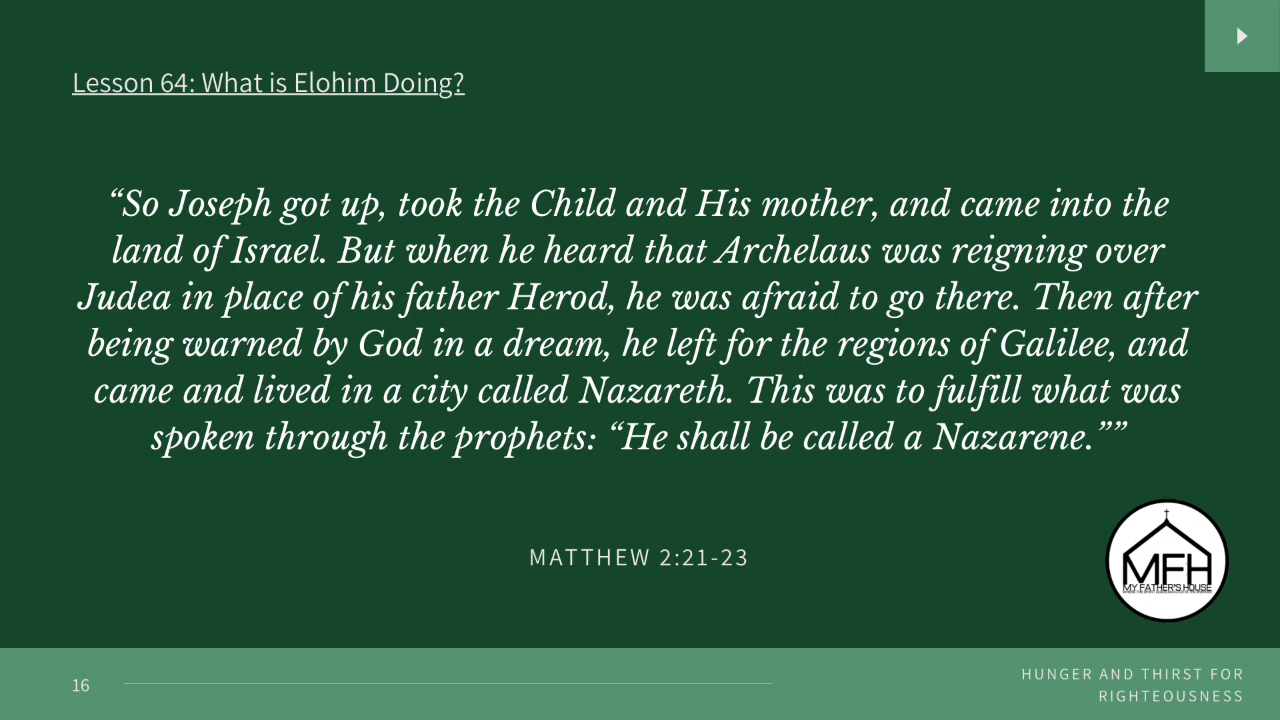 Lesson 64: What is Elohim Doing?
“So Joseph got up, took the Child and His mother, and came into the
land of Israel. But when he heard that Archelaus was reigning over
Judea in place of his father Herod, he was afraid to go there. Then after
being warned by God in a dream, he left for the regions of Galilee, and
came and lived in a city called Nazareth. This was to fulfill what was
spoken through the prophets: “He shall be called a Nazarene.””
MATTHEW 2:21-23
MFH
MY FATHER'S HOUSE
16
HUNGER AND THIRST FOR
RIGHTEOUSNESS